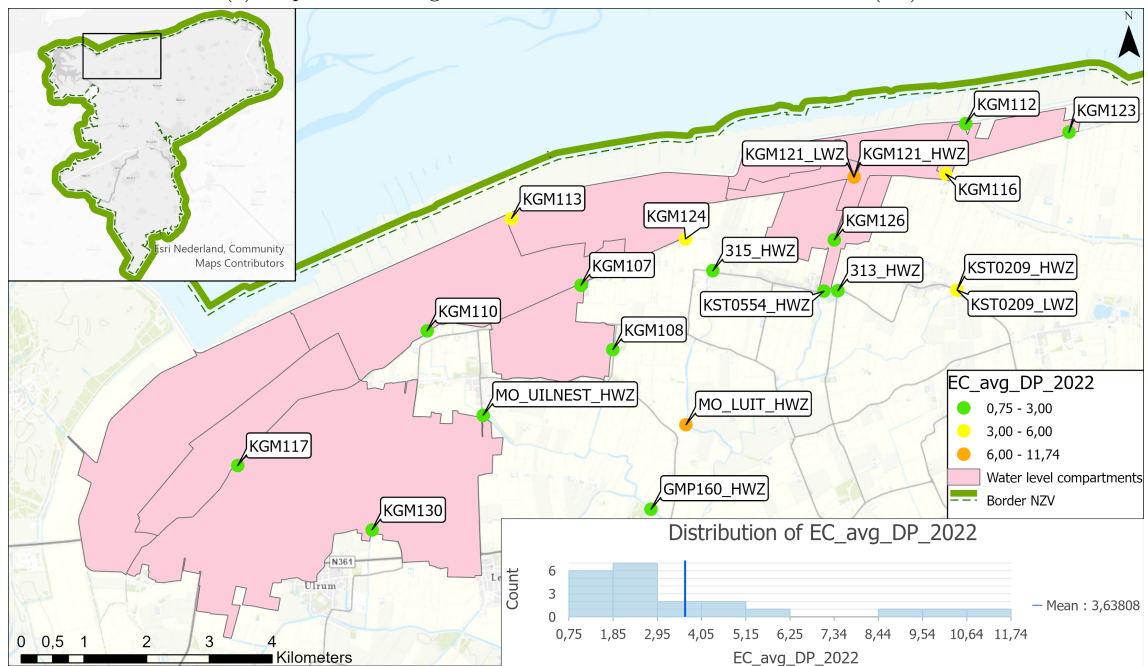 N
Esri Nederland, Community
Maps Contributors
KGM112
KGM123
KGM121_LWZ
KGM121_HWZ
KGM116
KGM113
KGM124
KGM126
315_HWZ
313_HWZ
KST0209_HWZ
KGM107
KST0554_HWZ
KST0209_LWZ
KGM110
KGM108
MO_UILNEST_HWZ
MO_LUIT_HWZ
KGM117
GMP160_HWZ
KGM130
N361
Ulrum
EC_avg_DP_2022
0,75 - 3,00
3,00 - 6,00
6,00 - 11,74
Water level compartments
Border NZV
Distribution of EC_avg_DP_2022
Count
6
3
0
0,75 1,85 2,95 4,05 5,15 6,25 7,34 8,44 9,54 10,64 11,74
EC_avg_DP_2022
Mean : 3,63808
0 0,5 1 2 3 4
Kilometers